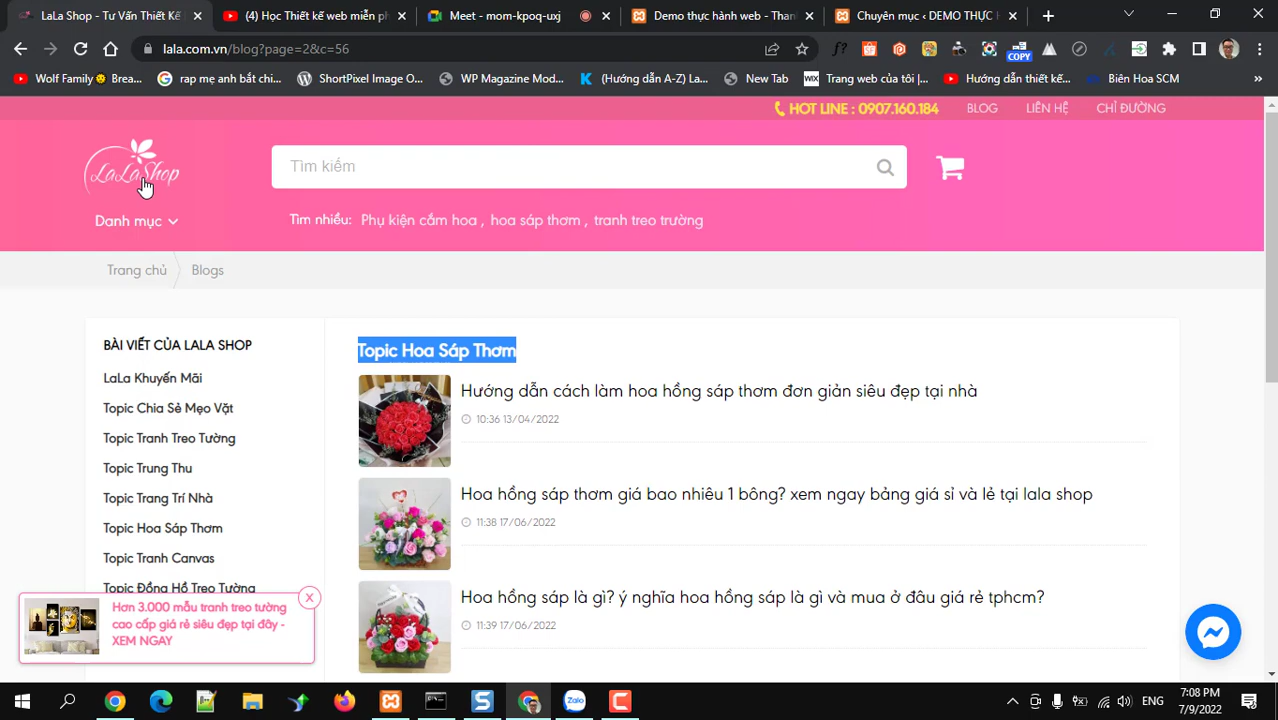 LaLa Shop - Tư Vấn Thiết Kế
(4) Học Thiết kế web miễn ph
Meet - mom-kpoq-uxj
Demo thực hành web - Than
Chuyên mục ‹ DEMO THỰC H
lala.com.vn/blog?page=2&c=56
COPY
Wolf Family Brea...
rap mẹ anh bắt chi...
ShortPixel Image O...
WP Magazine Mod...
(Hướng dẫn A-Z) La...
New Tab
WIX
Trang web của tôi |...
Hướng dẫn thiết kế...
Biên Hoa SCM
HOT LINE : 0907.160.184
BLOG
LIÊN HỆ
CHỈ ĐƯỜNG
LaLaShop
Tìm kiếm
Danh mục
Tìm nhiều: Phụ kiện cắm hoa , hoa sáp thơm , tranh treo trường
Trang chủ
Blogs
BÀI VIẾT CỦA LALA SHOP
LaLa Khuyến Mãi
Topic Chia Sẻ Mẹo Vặt
Topic Tranh Treo Tường
Topic Trung Thu
Topic Trang Trí Nhà
Topic Hoa Sáp Thơm
Topic Tranh Canvas
Topic Đồng Hồ Treo Tường
Topic Hoa Sáp Thơm
Hướng dẫn cách làm hoa hồng sáp thơm đơn giản siêu đẹp tại nhà
10:36 13/04/2022
Hoa hồng sáp thơm giá bao nhiêu 1 bông? xem ngay bảng giá sỉ và lẻ tại lala shop
11:38 17/06/2022
Hoa hồng sáp là gì? ý nghĩa hoa hồng sáp là gì và mua ở đâu giá rẻ tphcm?
11:39 17/06/2022
Hơn 3.000 mẫu tranh treo tường
cao cấp giá rẻ siêu đẹp tại đây -
XEM NGAY
X
ENG
7:08 PM
7/9/2022